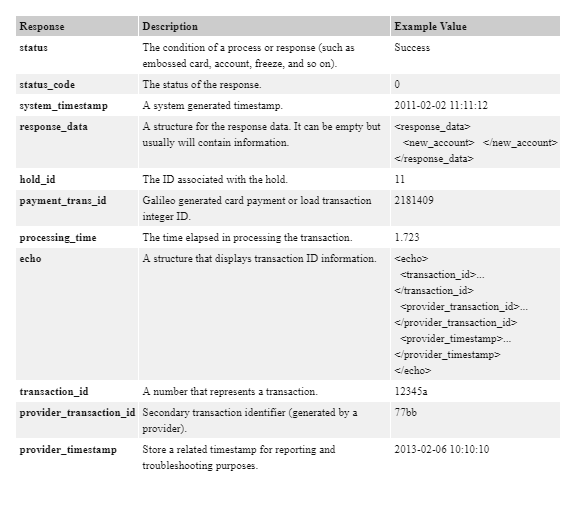 Response Description Example Value
status The condition of a process or response (such as Success
embossed card, account, freeze, and so on).
status_code The status of the response. 0
system_timestamp A system generated timestamp. 2011-02-02 11:11:12
response_data A structure for the response data. It can be empty but <response_data>
usually will contain information. <new_account> </new_account>
</response_data>
hold_id The ID associated with the hold. 11
payment_trans_id Galileo generated card payment or load transaction 2181409
integer ID.
processing_time The time elapsed in processing the transaction. 1.723
echo A structure that displays transaction ID information. <echo>
<transaction_id>...
</transaction_id>
<provider_transaction_id>...
</provider_transaction_id>
<provider_timestamp>...
</provider_timestamp>
</echo>
transaction_id A number that represents a transaction. 12345a
provider_transaction_id Secondary transaction identifier (generated by a 77bb
provider).
provider_timestamp Store a related timestamp for reporting and 2013-02-06 10:10:10
troubleshooting purposes.